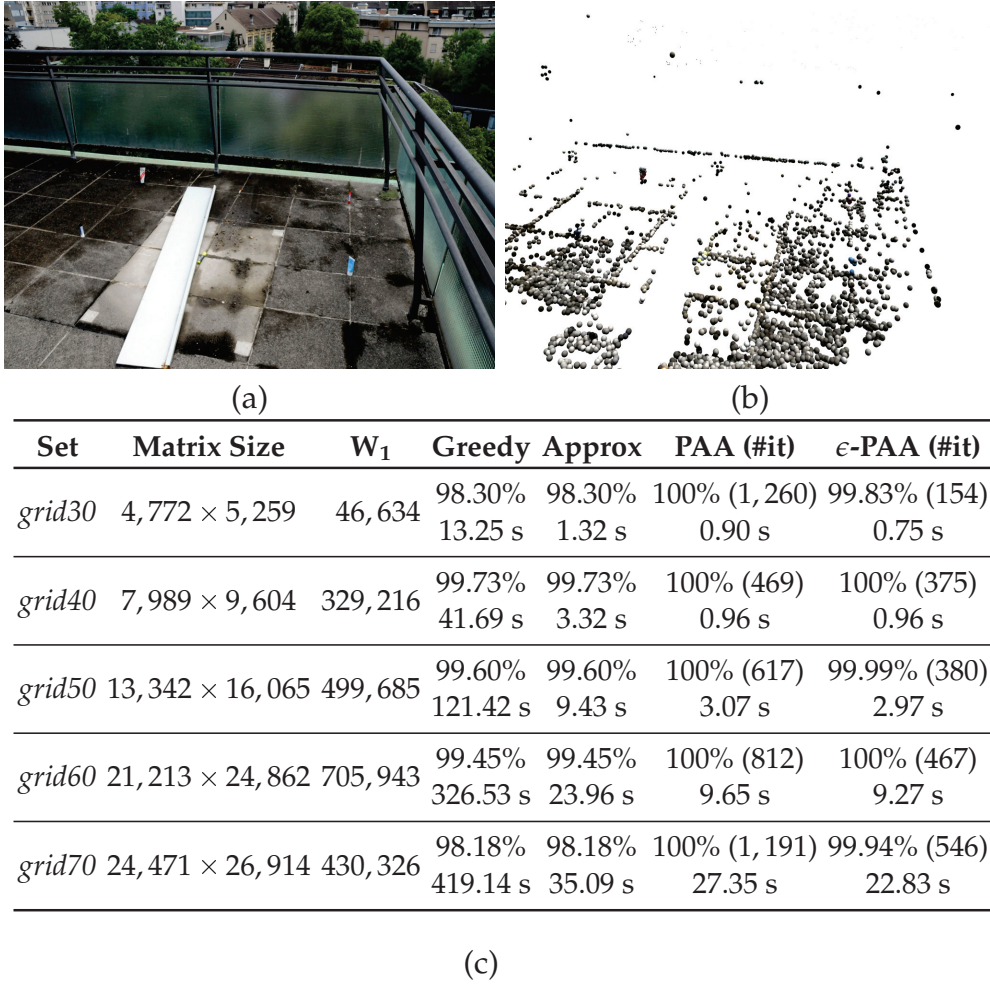 (a) (b)
Set Matrix Size W₁ Greedy Approx PAA (#it) ϵ-PAA (#it)
98.30% 98.30% 100% (1, 260) 99.83% (154)
grid30 4, 772 × 5, 259 46, 634
13.25 s 1.32 s 0.90 s 0.75 s
99.73% 99.73% 100% (469) 100% (375)
grid40 7, 989 × 9, 604 329, 216
41.69 s 3.32 s 0.96 s 0.96 s
99.60% 99.60% 100% (617) 99.99% (380)
grid50 13, 342 × 16, 065 499, 685
121.42 s 9.43 s 3.07 s 2.97 s
99.45% 99.45% 100% (812) 100% (467)
grid60 21, 213 × 24, 862 705, 943
326.53 s 23.96 s 9.65 s 9.27 s
98.18% 98.18% 100% (1, 191) 99.94% (546)
grid70 24, 471 × 26, 914 430, 326
419.14 s 35.09 s 27.35 s 22.83 s
(c)